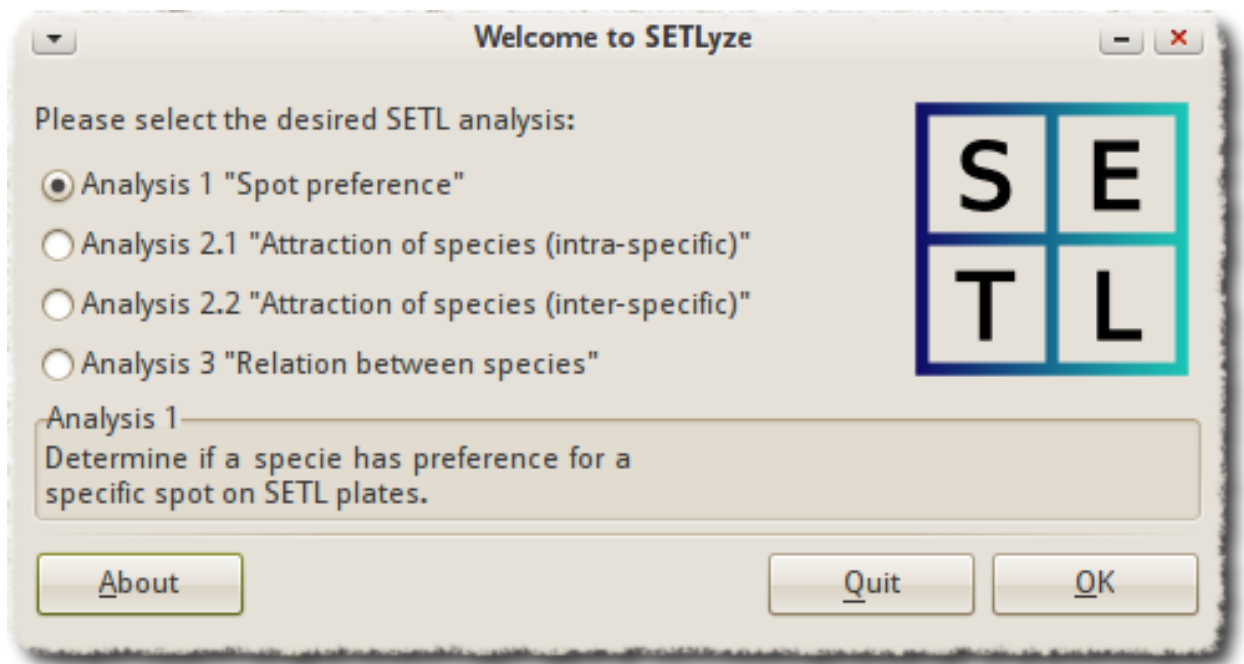 Welcome to SETLyze
Please select the desired SETL analysis:
Analysis 1 "Spot preference"
Analysis 2.1 "Attraction of species (intra-specific)"
Analysis 2.2 "Attraction of species (inter-specific)"
Analysis 3 "Relation between species"
S E
T L
Analysis 1
Determine if a specie has preference for a
specific spot on SETL plates.
About Quit OK